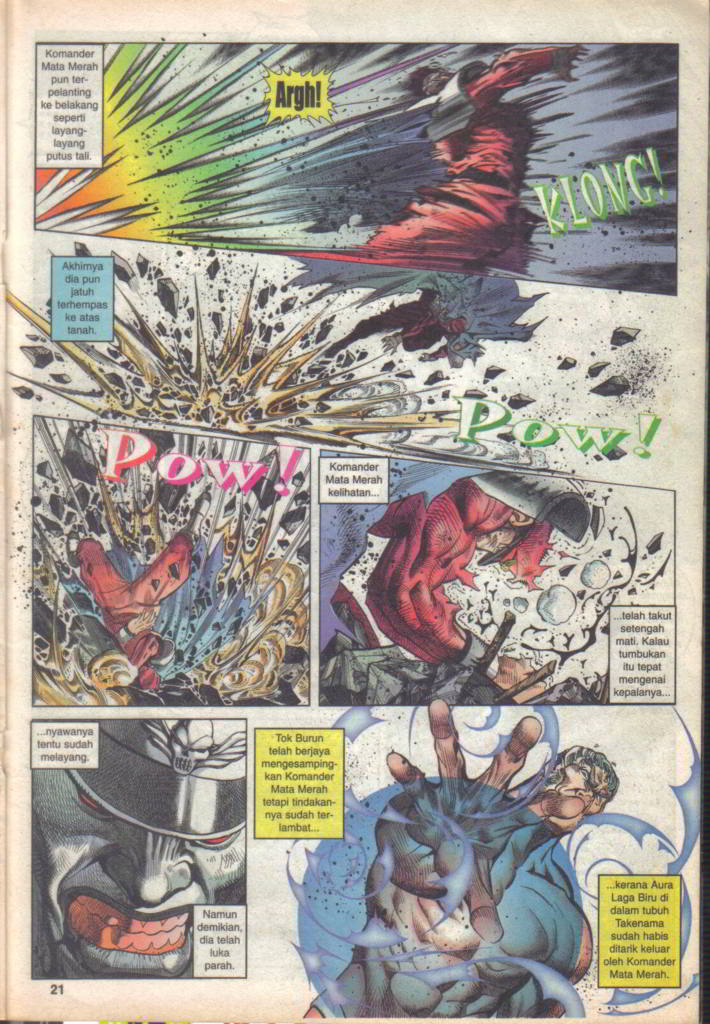 Komander
Mata Merah
pun ter-
pelanting
ke belakang
seperti
layang-
layang
putus tali.
Argh!
KLONG!
Akhirnya
dia pun
jatuh
terhempas
ke atas
tanah.
POW!
POW!
Komander
Mata Merah
kelihatan...
...telah takut
setengah
mati. Kalau
tumbukan
itu tepat
mengenai
kepalanya...
...nyawanya
tentu sudah
melayang.
Namun
demikian,
dia telah
luka
parah.
Tok Burun
telah berjaya
mengesamping-
kan Komander
Mata Merah
tetapi tindakan-
nya sudah ter-
lambat...
...kerana Aura
Laga Biru di
dalam tubuh
Takenama
sudah habis
ditarik keluar
oleh Komander
Mata Merah.
21